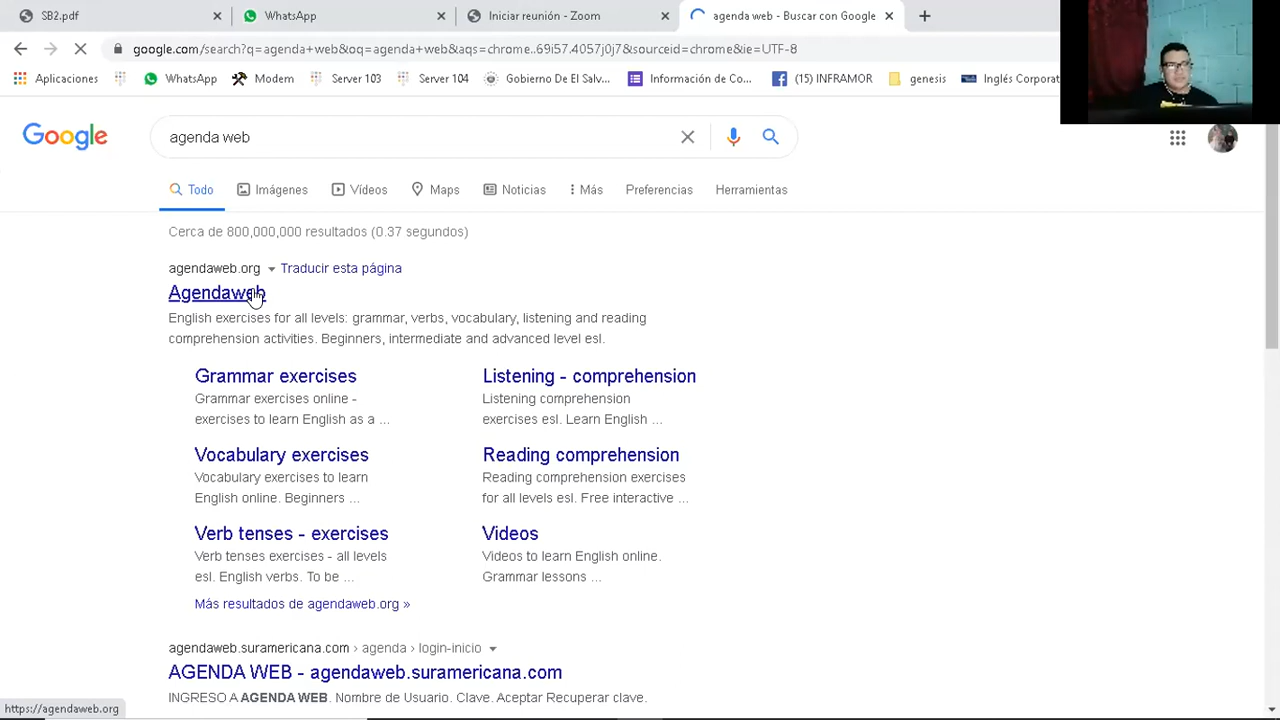 SB2.pdf
WhatsApp
Iniciar reunión - Zoom
agenda web - Buscar con Google
google.com/search?q=agenda+web&oq=agenda+web&aqs=chrome..69i57.4057j0j7&sourceid=chrome&ie=UTF-8
Aplicaciones
WhatsApp
Modem
Server 103
Server 104
Gobierno De El Salv...
Información de Co...
(15) INFRAMOR
genesis
Inglés Corporat
Google
agenda web
Todo
Imágenes
Vídeos
Maps
Noticias
Más
Preferencias
Herramientas
Cerca de 800,000,000 resultados (0.37 segundos)
agendaweb.org
Traducir esta página
Agendaweb
English exercises for all levels: grammar, verbs, vocabulary, listening and reading
comprehension activities. Beginners, intermediate and advanced level esl.
Grammar exercises
Grammar exercises online -
exercises to learn English as a ...
Listening - comprehension
Listening comprehension
exercises esl. Learn English ...
Vocabulary exercises
Vocabulary exercises to learn
English online. Beginners ...
Reading comprehension
Reading comprehension exercises
for all levels esl. Free interactive ...
Verb tenses - exercises
Verb tenses exercises - all levels
esl. English verbs. To be ...
Videos
Videos to learn English online.
Grammar lessons ...
Más resultados de agendaweb.org »
agendaweb.suramericana.com › agenda › login-inicio
AGENDA WEB - agendaweb.suramericana.com
INGRESO A AGENDA WEB. Nombre de Usuario. Clave. Aceptar Recuperar clave.
https://agendaweb.org